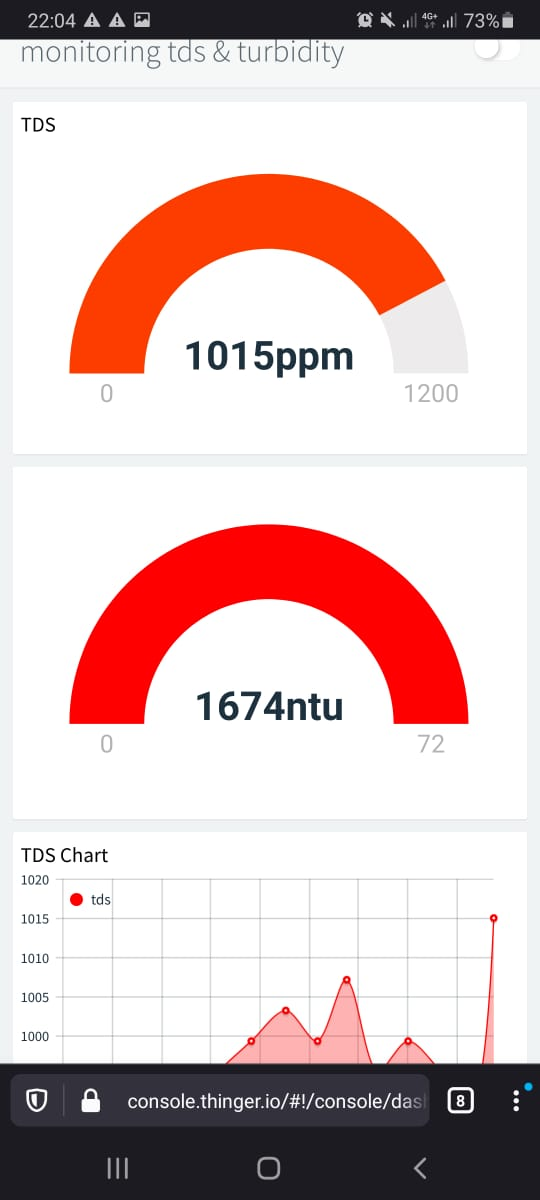 22:04 4G+ 73%
monitoring tds & turbidity
TDS
1015ppm
0 1200
1674ntu
0 72
TDS Chart
1020
tds
1015
1010
1005
1000
console.thinger.io/#!/console/das
8